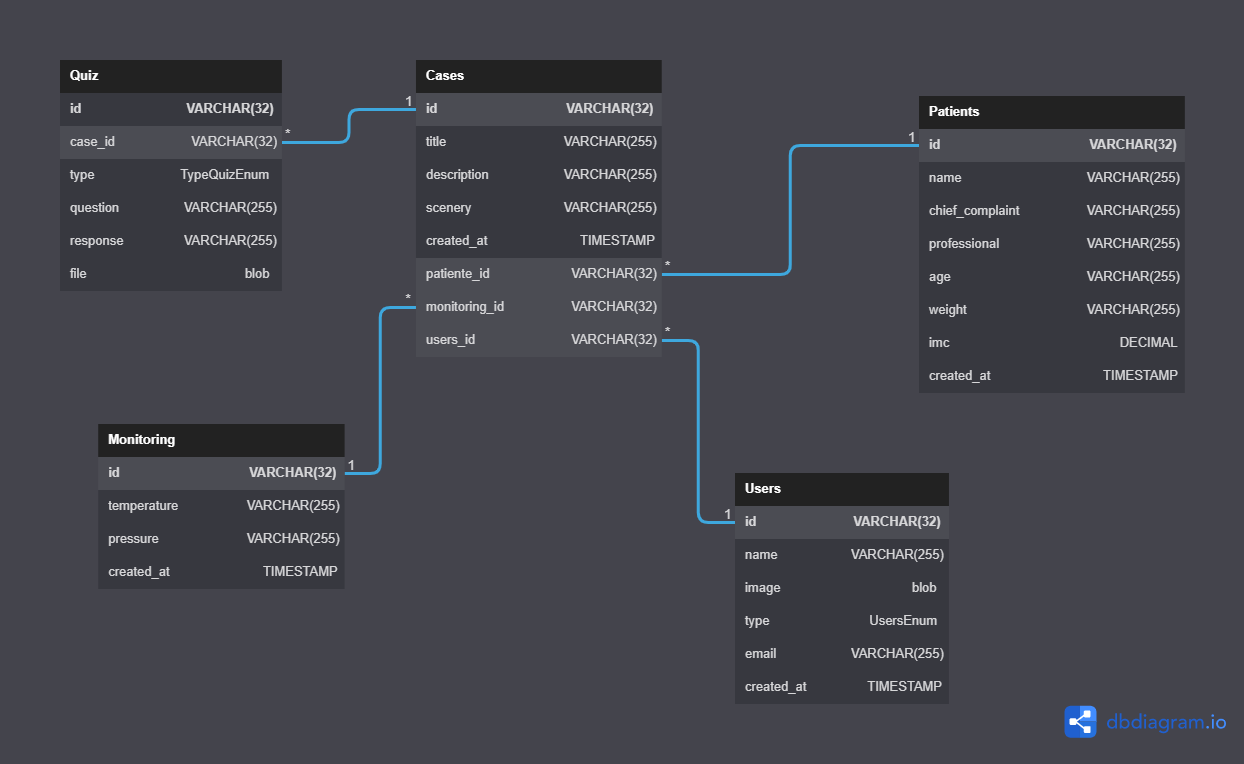 Quiz
id VARCHAR(32)
case_id VARCHAR(32)
type TypeQuizEnum
question VARCHAR(255)
response VARCHAR(255)
file blob
*
1
Cases
id VARCHAR(32)
title VARCHAR(255)
description VARCHAR(255)
scenery VARCHAR(255)
created_at TIMESTAMP
patiente_id VARCHAR(32)
monitoring_id VARCHAR(32)
users_id VARCHAR(32)
*
*
*
1
Patients
id VARCHAR(32)
name VARCHAR(255)
chief_complaint VARCHAR(255)
professional VARCHAR(255)
age VARCHAR(255)
weight VARCHAR(255)
imc DECIMAL
created_at TIMESTAMP
Monitoring
id VARCHAR(32)
temperature VARCHAR(255)
pressure VARCHAR(255)
created_at TIMESTAMP
1
1
Users
id VARCHAR(32)
name VARCHAR(255)
image blob
type UsersEnum
email VARCHAR(255)
created_at TIMESTAMP
dbdiagram.io